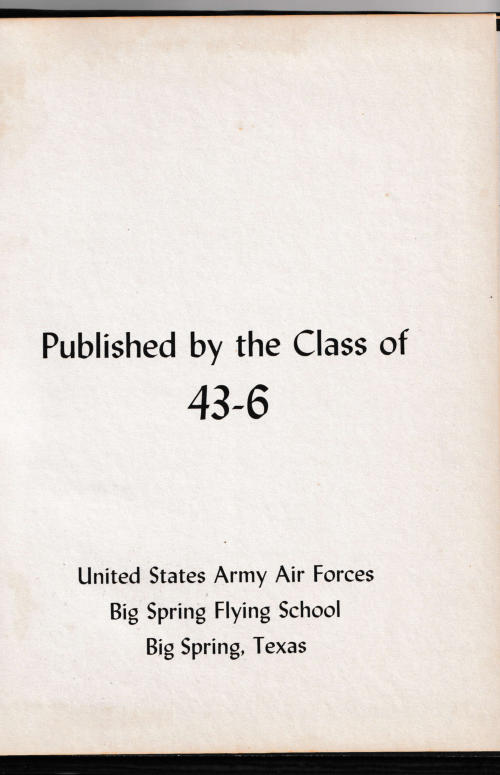 Published by the Class of
43-6
United States Army Air Forces
Big Spring Flying School
Big Spring, Texas